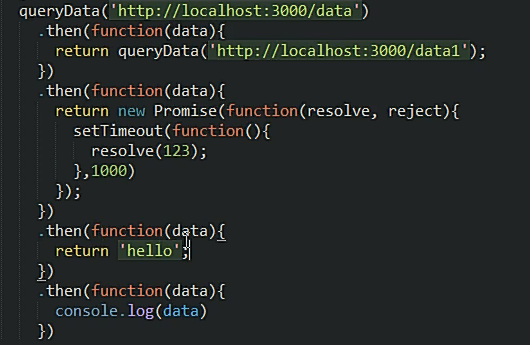 queryData('http://localhost:3000/data')
  .then(function(data){
    return queryData('http://localhost:3000/data1');
  })
  .then(function(data){
    return new Promise(function(resolve, reject){
      setTimeout(function(){
        resolve(123);
      },1000)
    });
  })
  .then(function(data){
    return 'hello';
  })
  .then(function(data){
    console.log(data)
  })